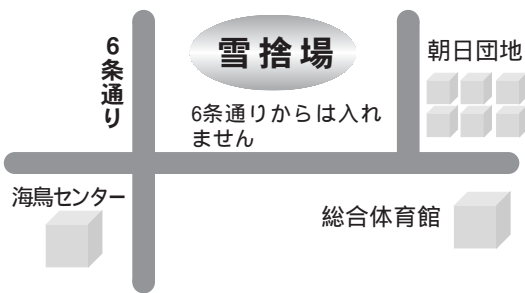 6条通り
雪捨場
6条通りからは入れ
ません
朝日団地
海鳥センター
総合体育館